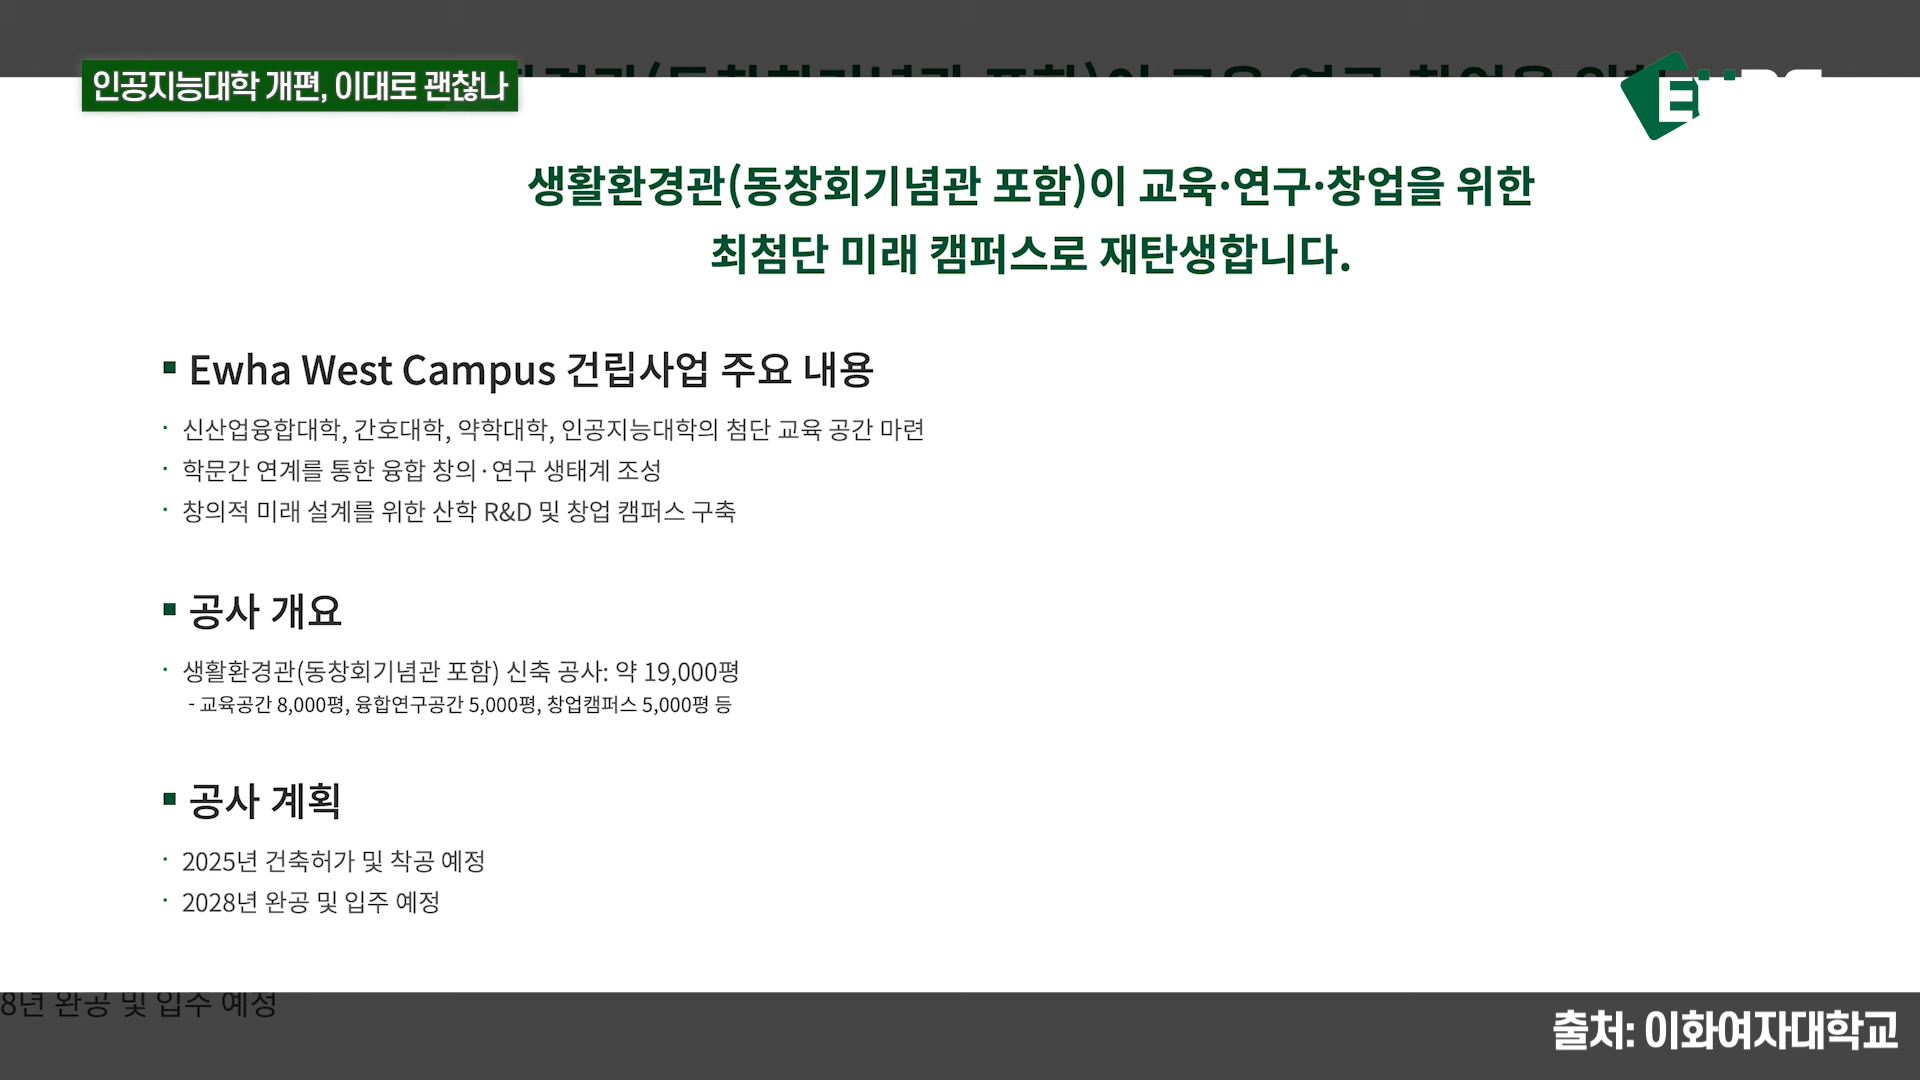 인공지능대학 개편, 이대로 괜찮나
생활환경관(동창회기념관 포함)이 교육·연구·창업을 위한
최첨단 미래 캠퍼스로 재탄생합니다.
▪ Ewha West Campus 건립사업 주요 내용
· 신산업융합대학, 간호대학, 약학대학, 인공지능대학의 첨단 교육 공간 마련
· 학문간 연계를 통한 융합 창의·연구 생태계 조성
· 창의적 미래 설계를 위한 산학 R&D 및 창업 캠퍼스 구축
▪ 공사 개요
· 생활환경관(동창회기념관 포함) 신축 공사: 약 19,000평
- 교육공간 8,000평, 융합연구공간 5,000평, 창업캠퍼스 5,000평 등
▪ 공사 계획
· 2025년 건축허가 및 착공 예정
· 2028년 완공 및 입주 예정
8년 완공 및 입주 예정
출처: 이화여자대학교